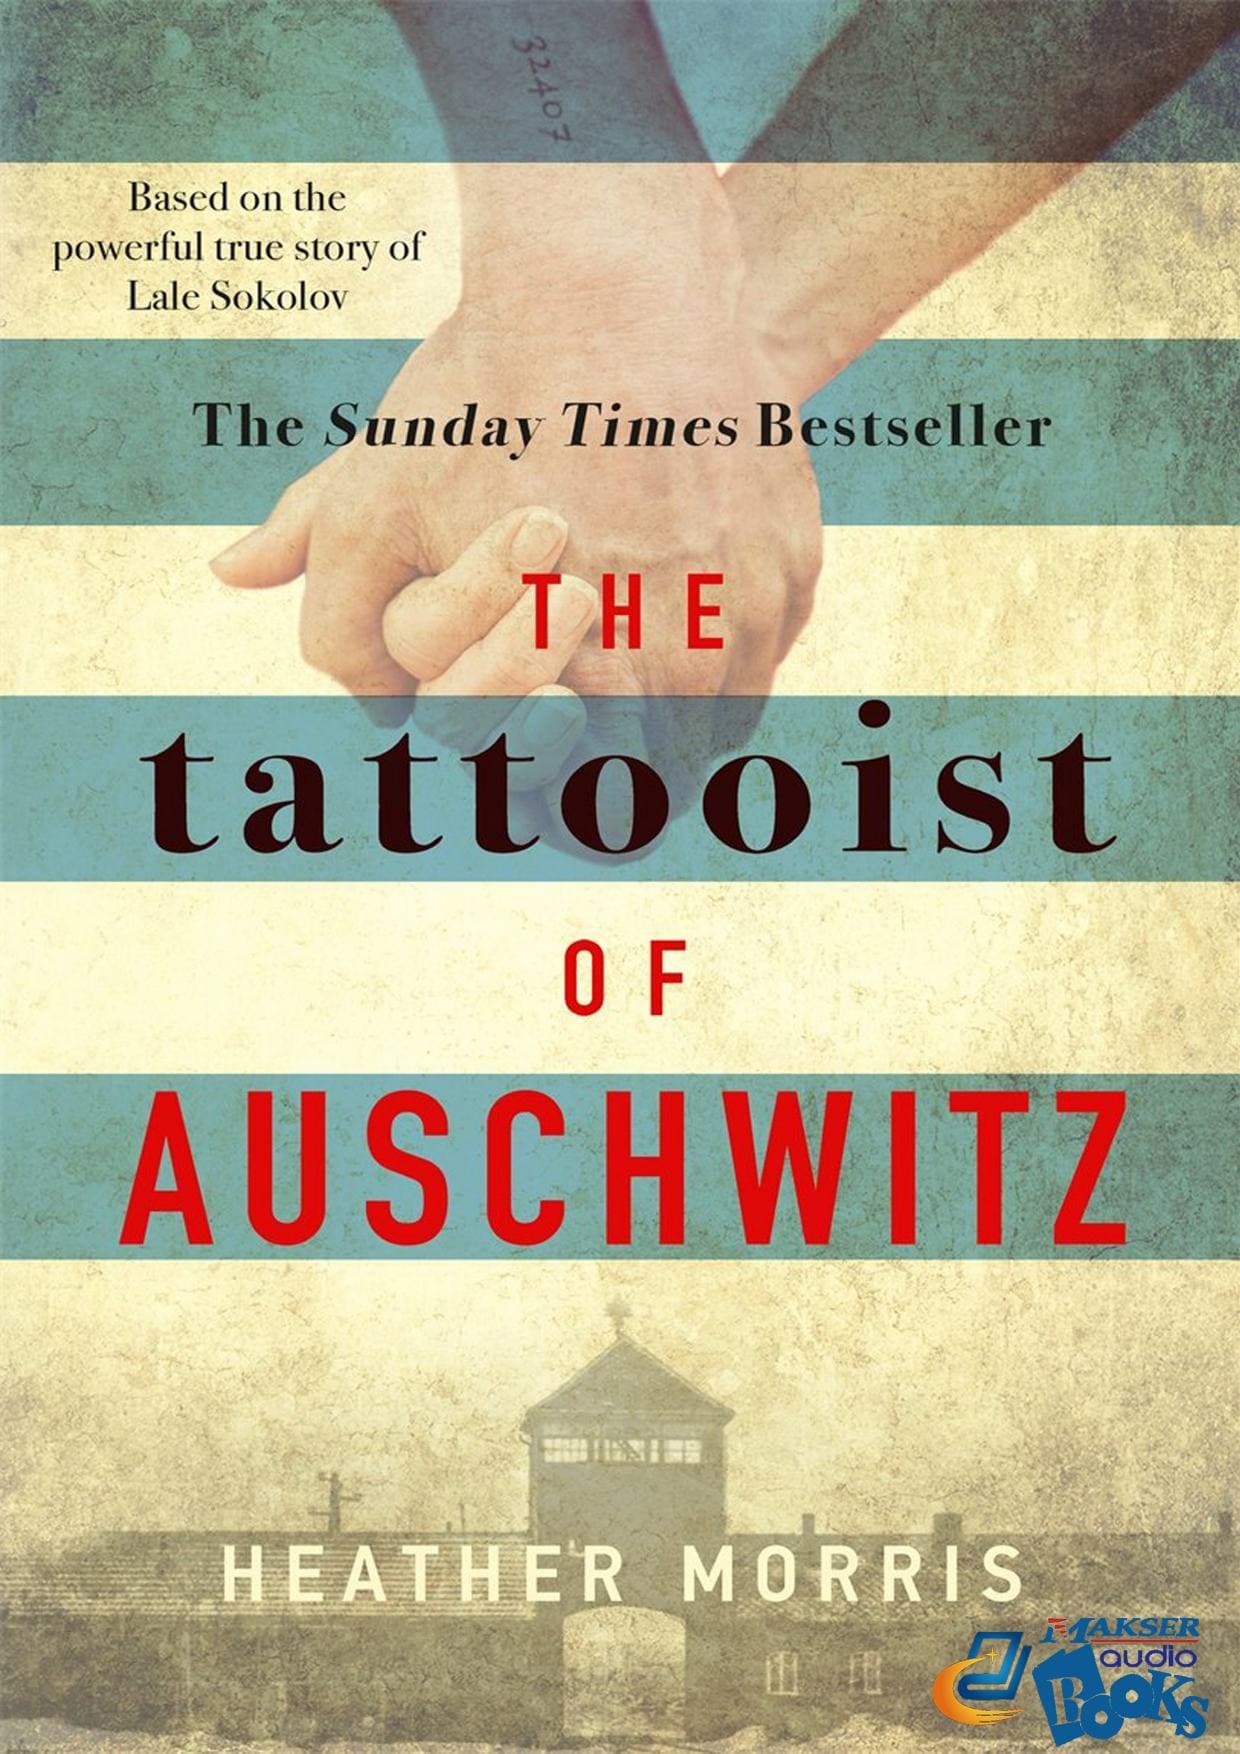 32407
Based on the
powerful true story of
Lale Sokolov
The Sunday Times Bestseller
THE
tattooist
OF
AUSCHWITZ
HEATHER MORRIS
MAKSER
audio
BOOKS